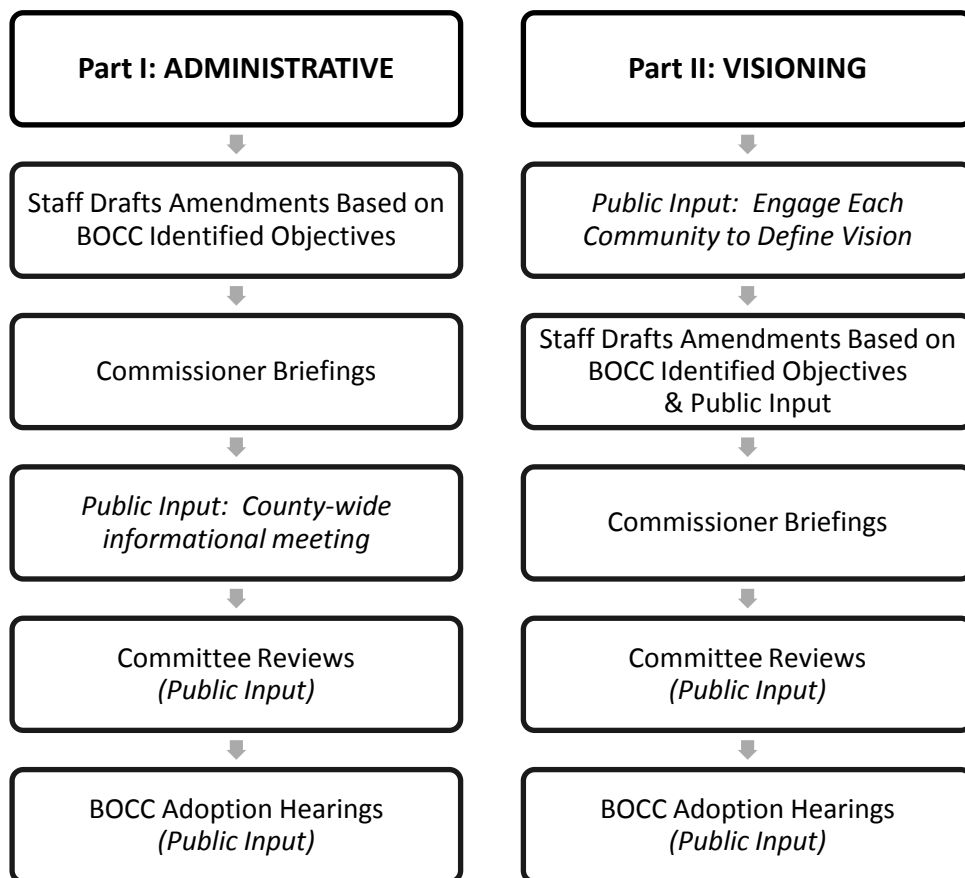 Part I: ADMINISTRATIVE
Staff Drafts Amendments Based on
BOCC Identified Objectives
Commissioner Briefings
Public Input:  County-wide
informational meeting
Committee Reviews
(Public Input)
BOCC Adoption Hearings
(Public Input)
Part II: VISIONING
Public Input:  Engage Each
Community to Define Vision
Staff Drafts Amendments Based on
BOCC Identified Objectives
& Public Input
Commissioner Briefings
Committee Reviews
(Public Input)
BOCC Adoption Hearings
(Public Input)